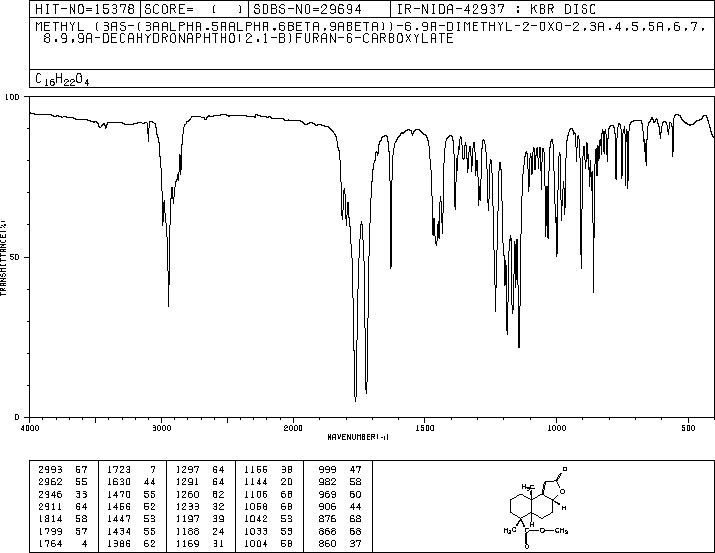 HIT-NO=15378 SCORE= ( ) SDBS-NO=29694 IR-NIDA-42937 : KBR DISC
METHYL (3AS-(3AALPHA,5AALPHA,6BETA,9ABETA))-6,9A-DIMETHYL-2-OXO-2,3A,4,5,5A,6,7,
8,9,9A-DECAHYDRONAPHTHO(2,1-B)FURAN-6-CARBOXYLATE
C16H22O4
100
50
0
TRANSMITTANCE(%)
4000 3000 2000 1500 1000 500
WAVENUMBER(-1)
2993 57 1723 7 1297 64 1156 38 999 47
2962 55 1630 44 1291 64 1144 20 982 58
2946 33 1470 55 1260 62 1106 68 969 60
2911 64 1456 52 1233 32 1068 68 906 44
1814 58 1447 53 1197 39 1042 53 876 68
1799 57 1434 55 1188 24 1033 55 868 68
1764 4 1386 62 1169 31 1004 68 860 37
O
H3C
O
H
H
H3C
O
CH3
O